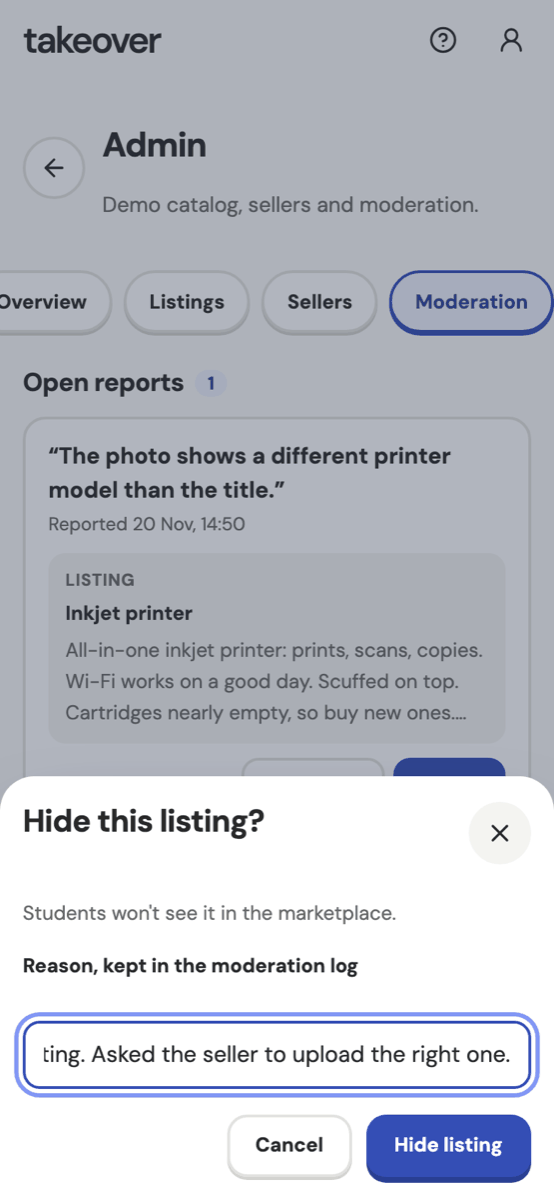 takeover
Admin
Demo catalog, sellers and moderation.
Overview
Listings
Sellers
Moderation
Open reports 1
“The photo shows a different printer
model than the title.”
Reported 20 Nov, 14:50
LISTING
Inkjet printer
All-in-one inkjet printer: prints, scans, copies.
Wi-Fi works on a good day. Scuffed on top.
Cartridges nearly empty, so buy new ones....
Hide this listing?
Students won't see it in the marketplace.
Reason, kept in the moderation log
ting. Asked the seller to upload the right one.
Cancel
Hide listing